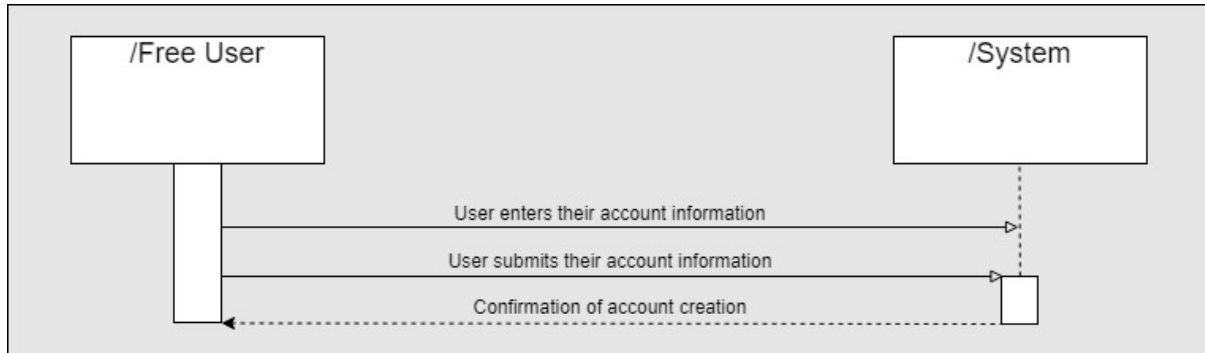 /Free User
/System
User enters their account information
User submits their account information
Confirmation of account creation